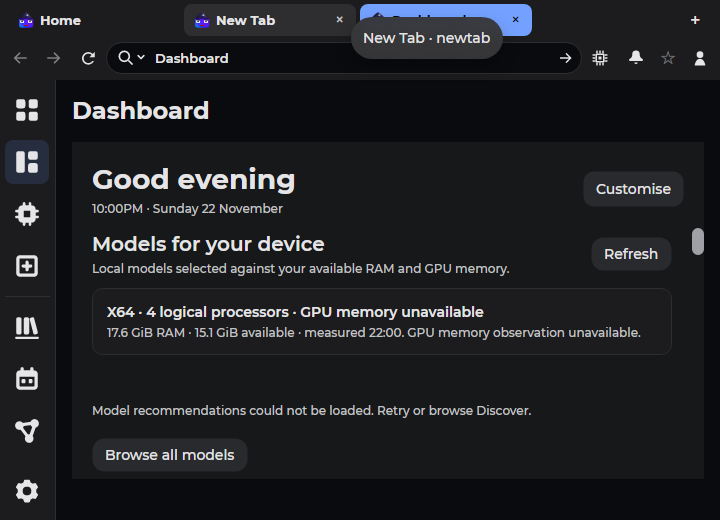 Home
New Tab
New Tab · newtab
Dashboard
Dashboard
Good evening
Customise
10:00PM · Sunday 22 November
Models for your device
Refresh
Local models selected against your available RAM and GPU memory.
X64 · 4 logical processors · GPU memory unavailable
17.6 GiB RAM · 15.1 GiB available · measured 22:00. GPU memory observation unavailable.
Model recommendations could not be loaded. Retry or browse Discover.
Browse all models